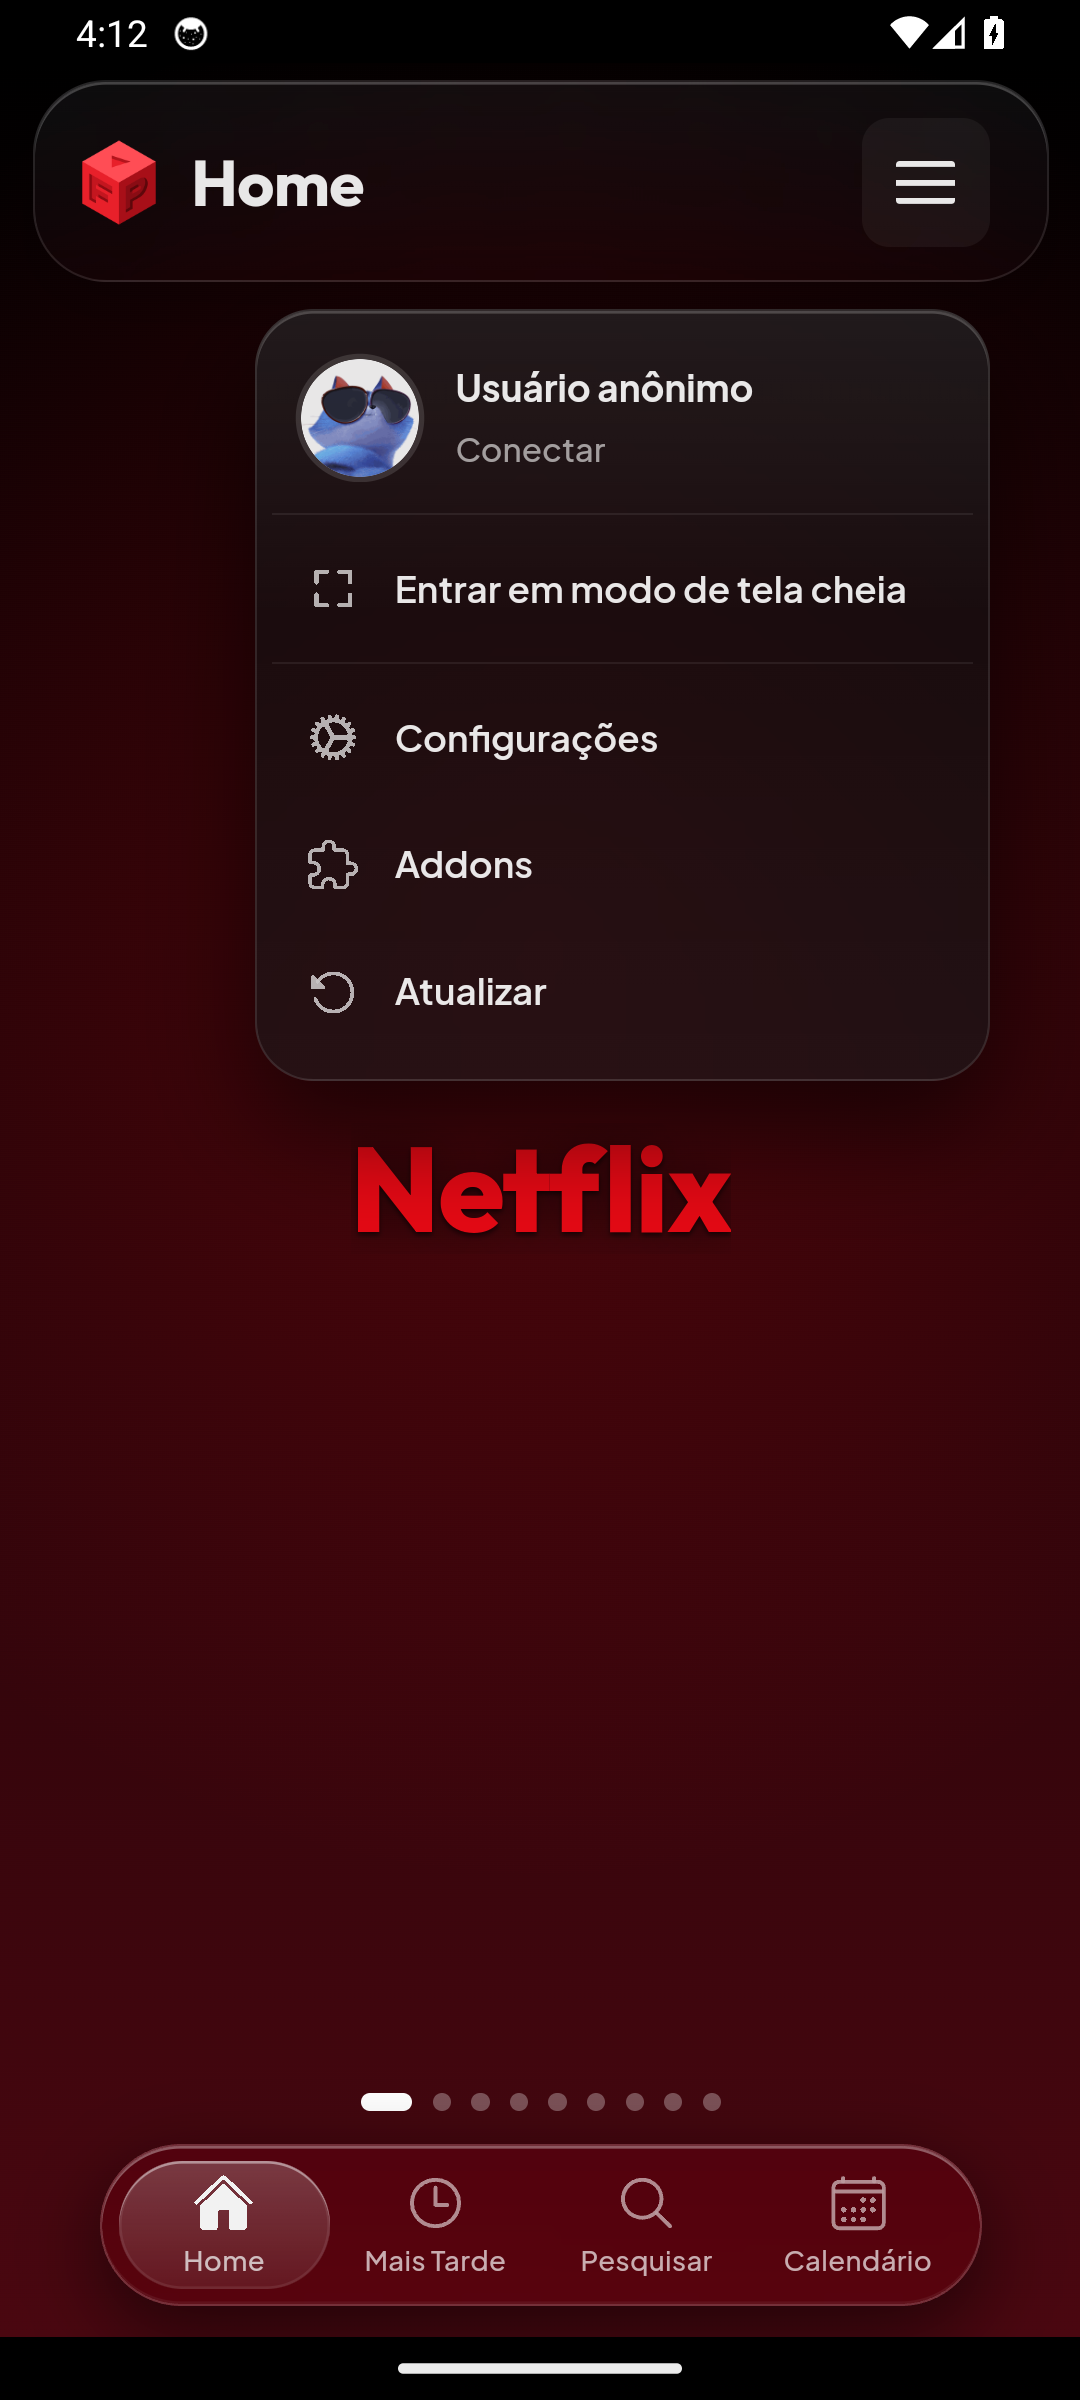 4:12
Home
Usuário anônimo
Conectar
Entrar em modo de tela cheia
Configurações
Addons
Atualizar
Netflix
Home
Mais Tarde
Pesquisar
Calendário